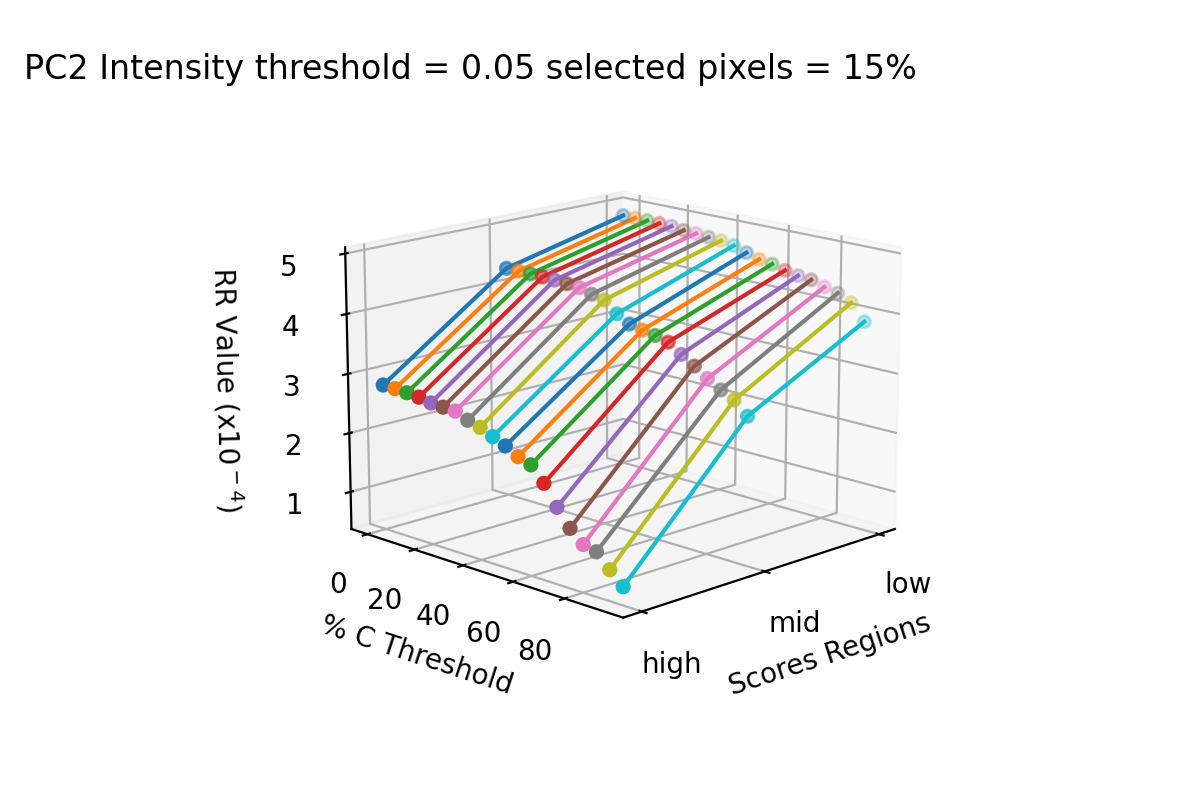 PC2 Intensity threshold = 0.05 selected pixels = 15%
5
4
3
2
1
RR Value (x10⁻⁴)
0
20
40
60
80
% C Threshold
high
mid
low
Scores Regions